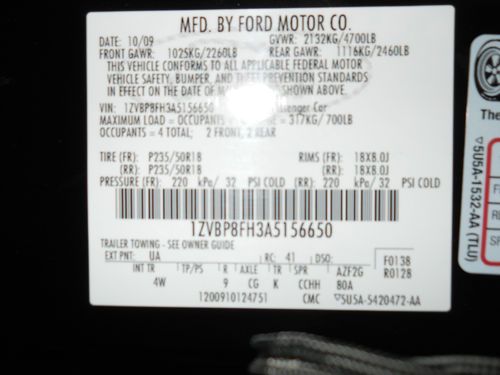 MFD. BY FORD MOTOR CO.
DATE: 10/09 GVWR: 2132KG/4700LB
FRONT GAWR: 1025KG/2260LB REAR GAWR: 1116KG/2460LB
THIS VEHICLE CONFORMS TO ALL APPLICABLE FEDERAL MOTOR
VEHICLE SAFETY, BUMPER, AND THEFT PREVENTION STANDARDS
IN EFFECT ON THE DATE OF MANUFACTURE SHOWN ABOVE.
VIN: 1ZVBP8FH3A5156650 Passenger Car
MAXIMUM LOAD = OCCUPANTS = 317KG/700LB
OCCUPANTS = 4 TOTAL; 2 FRONT, 2 REAR
TIRE (FR): P235/50R18 RIMS (FR): 18X8.0J
(RR): P235/50R18 (RR): 18X8.0J
PRESSURE (FR): 220 kPa/ 32 PSI COLD (RR): 220 kPa/ 32 PSI COLD
1ZVBP8FH3A5156650
TRAILER TOWING - SEE OWNER GUIDE
EXT PNT: UA RC: 41 DSO: F0138
INT TR TP/PS R AXLE TR SPR AZF2G R0128
4W 9 CG K CCHH 80A
1200910124751 CMC ▽5U5A-5420472-AA
The
▽5U5A-1532-AA (TLU)
F
RE
SP